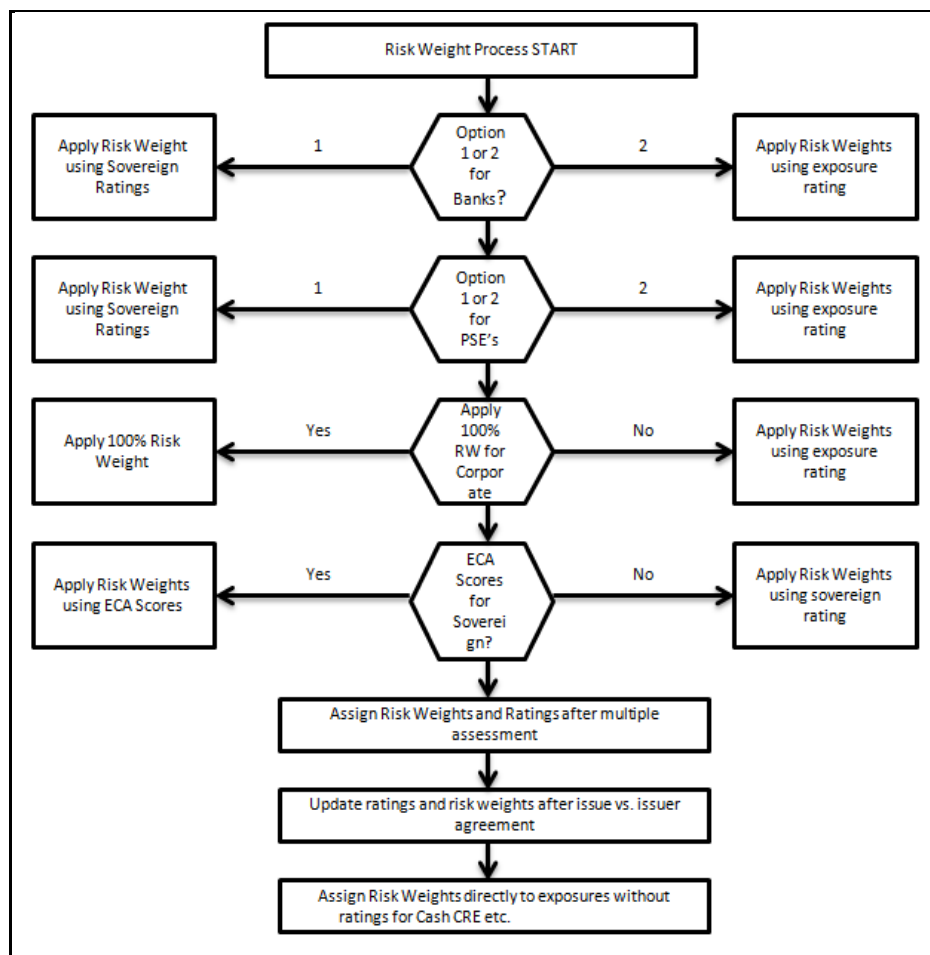 Risk Weight Process START
Option
1 or 2
for
Banks?
1
2
Apply Risk Weight
using Sovereign
Ratings
Apply Risk Weights
using exposure
rating
Option
1 or 2
for
PSE's
1
2
Apply Risk Weight
using Sovereign
Ratings
Apply Risk Weights
using exposure
rating
Apply
100%
RW for
Corpor
ate
Yes
No
Apply 100% Risk
Weight
Apply Risk Weights
using exposure
rating
ECA
Scores
for
Soverei
gn?
Yes
No
Apply Risk Weights
using ECA Scores
Apply Risk Weights
using sovereign
rating
Assign Risk Weights and Ratings after multiple
assessment
Update ratings and risk weights after issue vs. issuer
agreement
Assign Risk Weights directly to exposures without
ratings for Cash CRE etc.